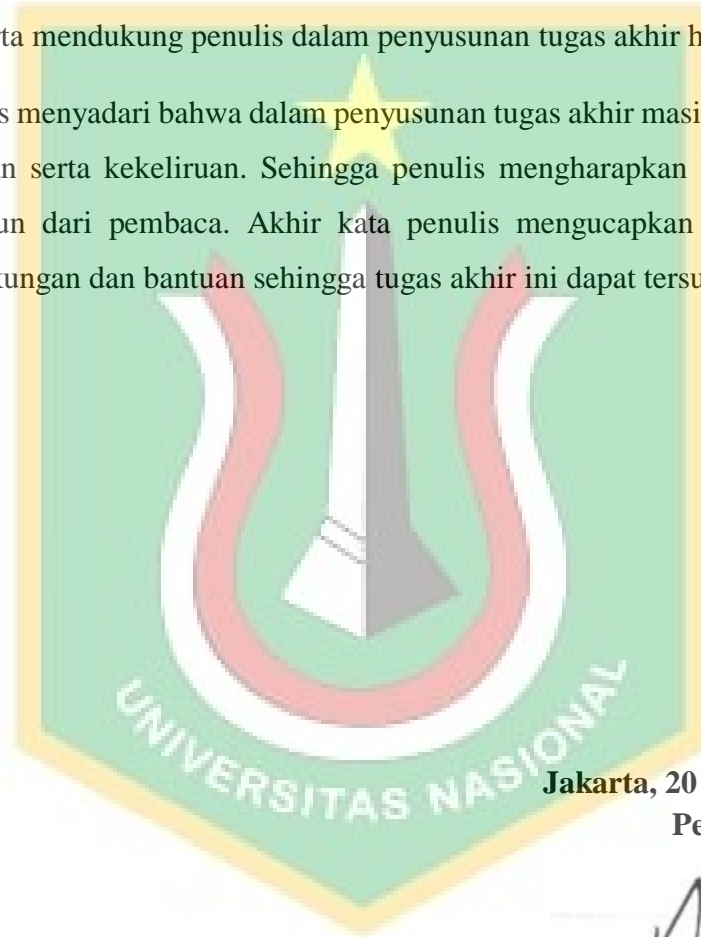 rta mendukung penulis dalam penyusunan tugas akhir h
s menyadari bahwa dalam penyusunan tugas akhir masi
n serta kekeliruan. Sehingga penulis mengharapkan
un dari pembaca. Akhir kata penulis mengucapkan
kungan dan bantuan sehingga tugas akhir ini dapat tersu
UNIVERSITAS NASIONAL
Jakarta, 20
Pe